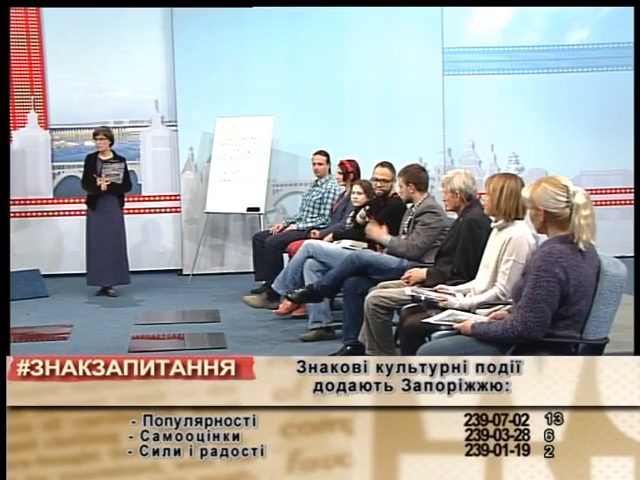 #ЗНАКЗАПИТАННЯ
Знакові культурні події
додають Запоріжжю:
- Популярності 239-07-02 13
- Самооцінки 239-03-28 6
- Сили і радості 239-01-19 2